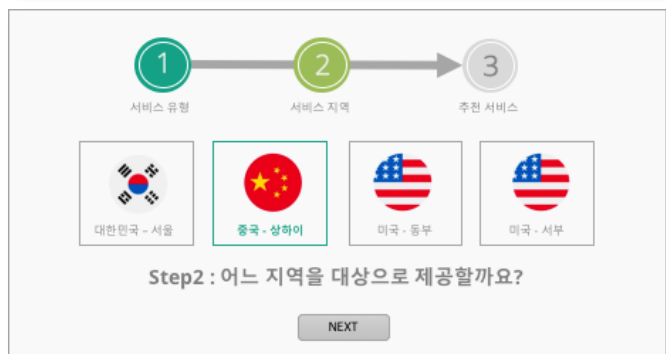 1
2
3
서비스 유형
서비스 지역
추천 서비스
대한민국 – 서울
중국 - 상하이
미국 - 동부
미국 - 서부
Step2 : 어느 지역을 대상으로 제공할까요?
NEXT